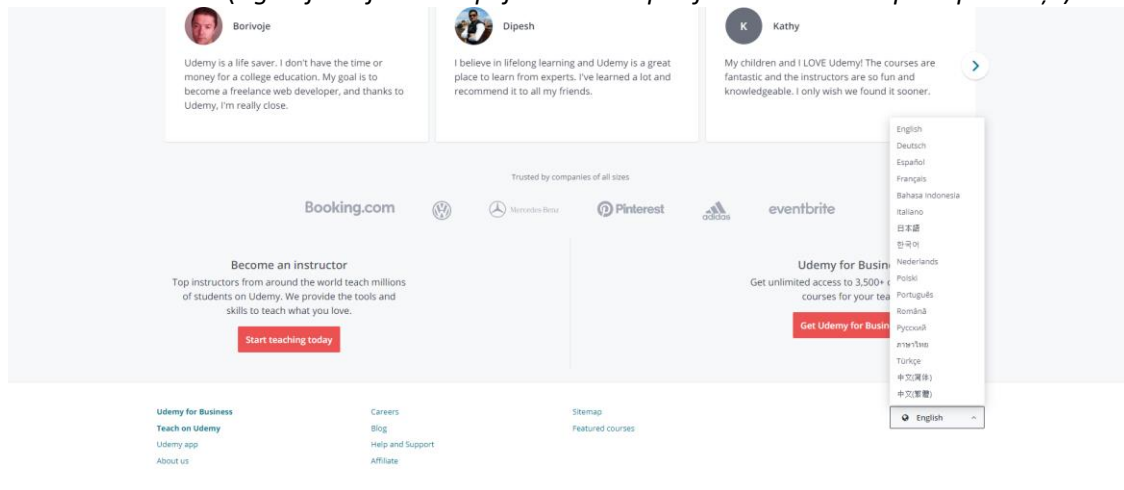 Borivoje
Udemy is a life saver. I don't have the time or
money for a college education. My goal is to
become a freelance web developer, and thanks to
Udemy, I'm really close.
Dipesh
I believe in lifelong learning and Udemy is a great
place to learn from experts. I've learned a lot and
recommend it to all my friends.
K
Kathy
My children and I LOVE Udemy! The courses are
fantastic and the instructors are so fun and
knowledgeable. I only wish we found it sooner.
Trusted by companies of all sizes
Booking.com
Mercedes-Benz
Pinterest
adidas
eventbrite
Become an instructor
Top instructors from around the world teach millions
of students on Udemy. We provide the tools and
skills to teach what you love.
Start teaching today
Udemy for Busin
Get unlimited access to 3,500+
courses for your tea
Get Udemy for Busin
English
Deutsch
Español
Français
Bahasa Indonesia
Italiano
日本語
한국어
Nederlands
Polski
Português
Română
Русский
ภาษาไทย
Türkçe
中文(简体)
中文(繁體)
English
Udemy for Business
Teach on Udemy
Udemy app
About us
Careers
Blog
Help and Support
Affiliate
Sitemap
Featured courses